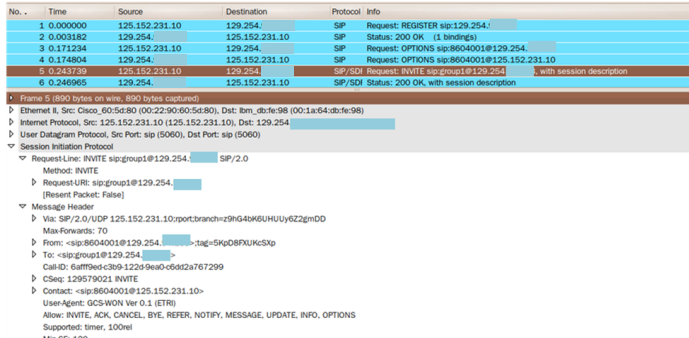 No. . Time Source Destination Protocol Info
1 0.000000 125.152.231.10 129.254. SIP Request: REGISTER sip:129.254.
2 0.003182 129.254. 125.152.231.10 SIP Status: 200 OK (1 bindings)
3 0.171234 125.152.231.10 129.254. SIP Request: OPTIONS sip:8604001@129.254.
4 0.174804 129.254. 125.152.231.10 SIP Request: OPTIONS sip:8604001@125.152.231.10
5 0.243739 125.152.231.10 129.254. SIP/SDI Request: INVITE sip:group1@129.254 , with session description
6 0.246965 129.254. 125.152.231.10 SIP/SDI Status: 200 OK, with session description
Frame 5 (890 bytes on wire, 890 bytes captured)
Ethernet II, Src: Cisco_60:5d:80 (00:22:90:60:5d:80), Dst: Ibm_db:fe:98 (00:1a:64:db:fe:98)
Internet Protocol, Src: 125.152.231.10 (125.152.231.10), Dst: 129.254
User Datagram Protocol, Src Port: sip (5060), Dst Port: sip (5060)
Session Initiation Protocol
Request-Line: INVITE sip:group1@129.254. SIP/2.0
Method: INVITE
Request-URI: sip:group1@129.254.
[Resent Packet: False]
Message Header
Via: SIP/2.0/UDP 125.152.231.10;rport;branch=z9hG4bK6UHUUy6Z2gmDD
Max-Forwards: 70
From: <sip:8604001@129.254. >;tag=5KpD8FXUKcSXp
To: <sip:group1@129.254. >
Call-ID: 6afff9ed-c3b9-122d-9ea0-c6dd2a767299
CSeq: 129579021 INVITE
Contact: <sip:8604001@125.152.231.10>
User-Agent: GCS-WON Ver 0.1 (ETRI)
Allow: INVITE, ACK, CANCEL, BYE, REFER, NOTIFY, MESSAGE, UPDATE, INFO, OPTIONS
Supported: timer, 100rel